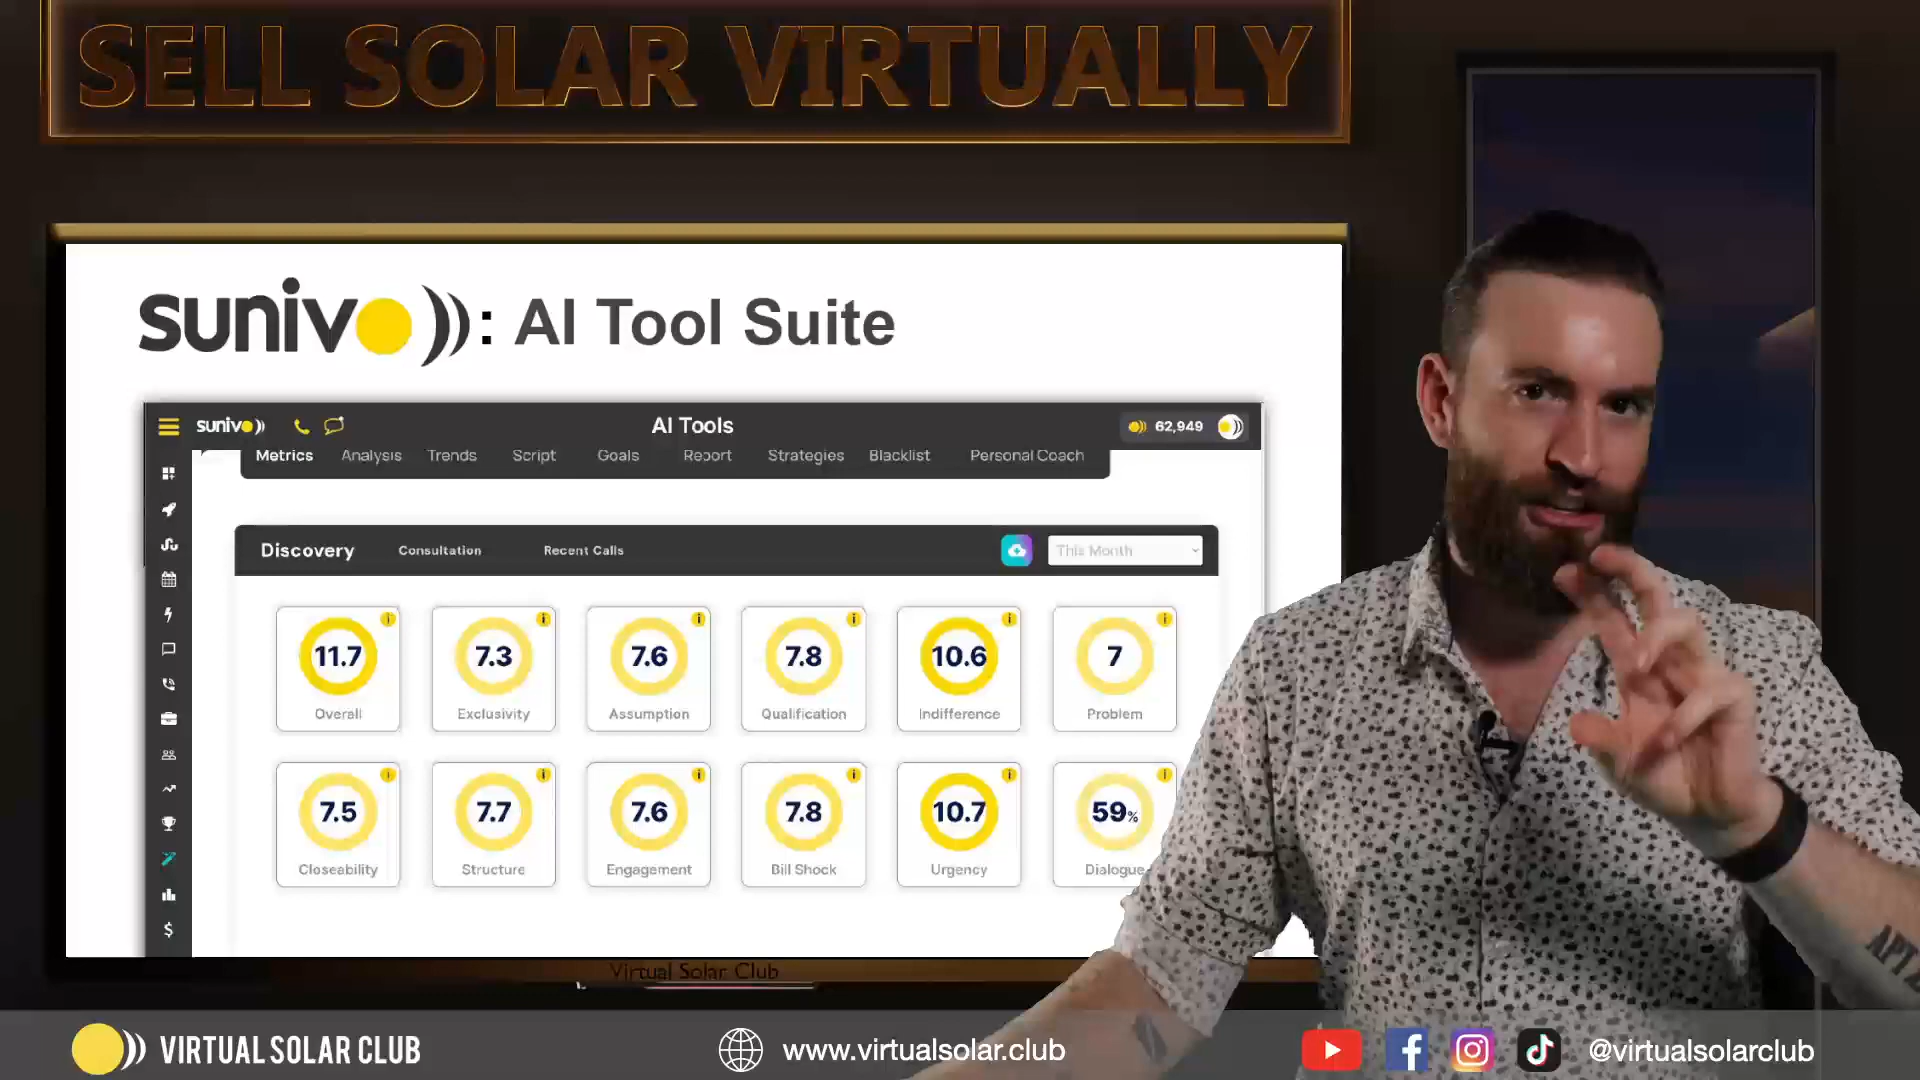 SELL SOLAR VIRTUALLY
sunivo : AI Tool Suite
sunivo AI Tools 62,949
Metrics Analysis Trends Script Goals Report Strategies Blacklist Personal Coach
Discovery Consultation Recent Calls This Month
11.7 7.3 7.6 7.8 10.6 7
Overall Exclusivity Assumption Qualification Indifference Problem
7.5 7.7 7.6 7.8 10.7 59%
Closeability Structure Engagement Bill Shock Urgency Dialogue
Virtual Solar Club
VIRTUAL SOLAR CLUB www.virtualsolar.club @virtualsolarclub